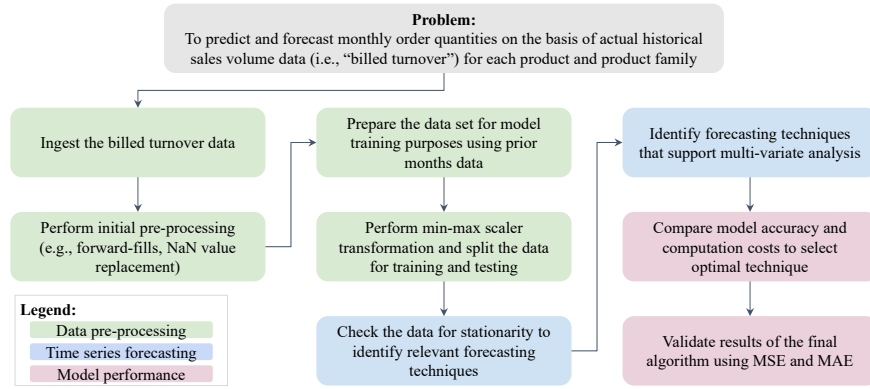 Problem:
To predict and forecast monthly order quantities on the basis of actual historical
sales volume data (i.e., “billed turnover”) for each product and product family
Ingest the billed turnover data
Perform initial pre-processing
(e.g., forward-fills, NaN value
replacement)
Prepare the data set for model
training purposes using prior
months data
Perform min-max scaler
transformation and split the data
for training and testing
Check the data for stationarity to
identify relevant forecasting
techniques
Identify forecasting techniques
that support multi-variate analysis
Compare model accuracy and
computation costs to select
optimal technique
Validate results of the final
algorithm using MSE and MAE
Legend:
Data pre-processing
Time series forecasting
Model performance